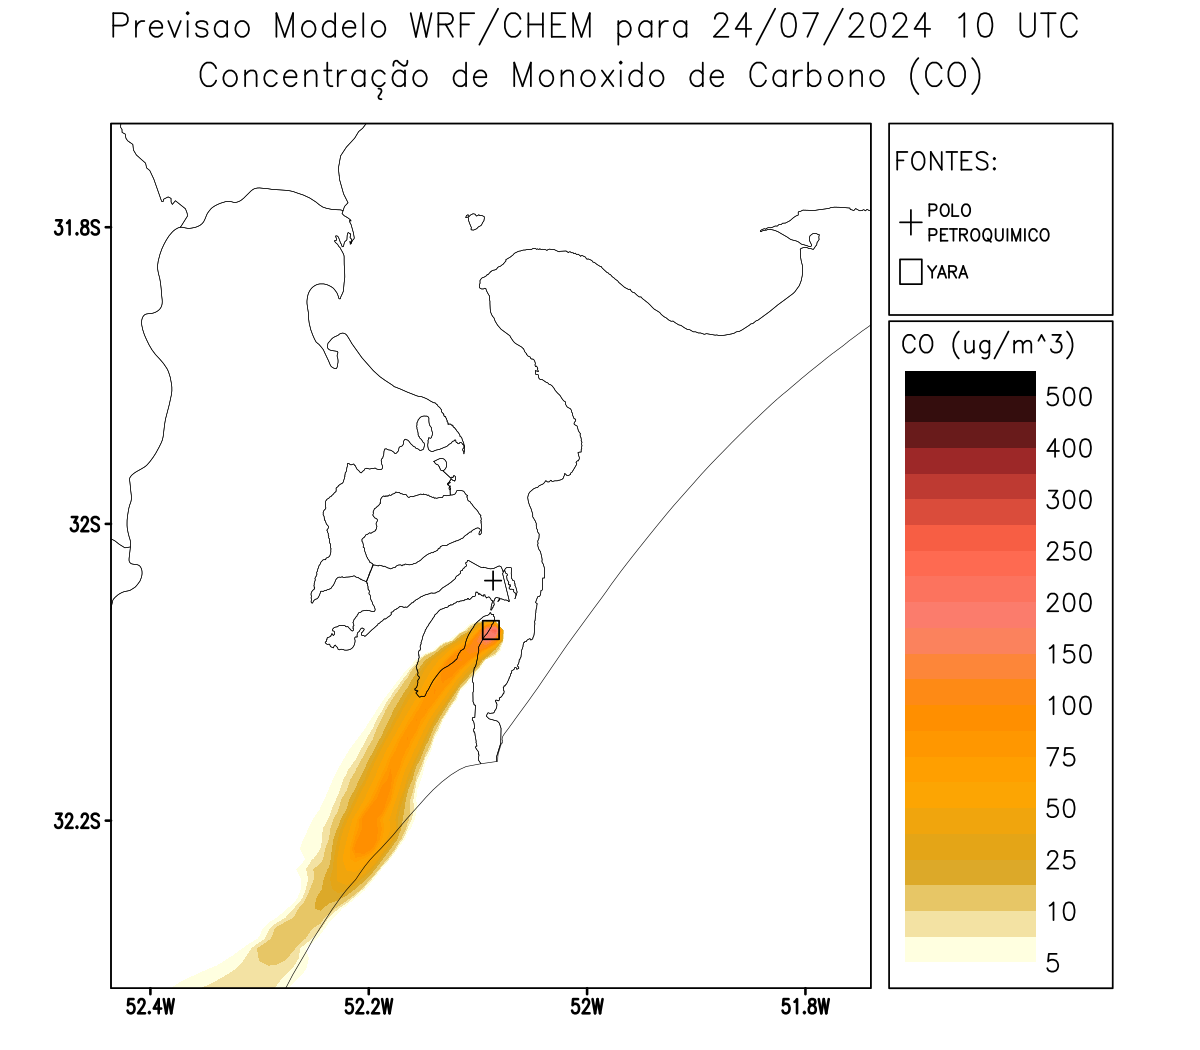 Previsao Modelo WRF/CHEM para 24/07/2024 10 UTC
Concentração de Monoxido de Carbono (CO)
FONTES:
POLO
PETROQUIMICO
YARA
CO (ug/m^3)
500
400
300
250
200
150
100
75
50
25
10
5
31.8S
32S
32.2S
52.4W
52.2W
52W
51.8W